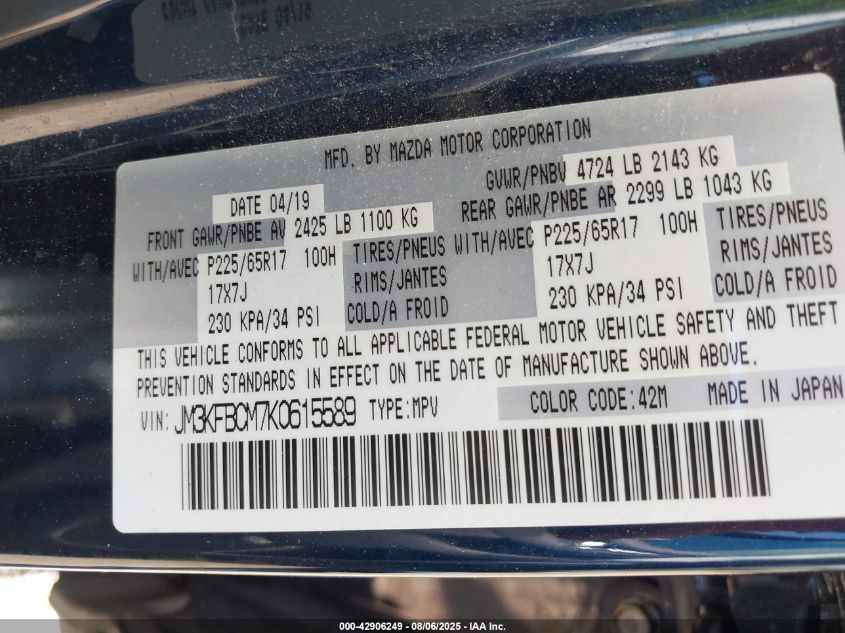 MFD. BY MAZDA MOTOR CORPORATION
DATE 04/19
GVWR/PNBV 4724 LB 2143 KG
FRONT GAWR/PNBE AV 2425 LB 1100 KG
REAR GAWR/PNBE AR 2299 LB 1043 KG
WITH/AVEC P225/65R17 100H TIRES/PNEUS
17X7J RIMS/JANTES
230 KPA/34 PSI COLD/A FROID
WITH/AVEC P225/65R17 100H TIRES/PNEUS
17X7J RIMS/JANTES
230 KPA/34 PSI COLD/A FROID
THIS VEHICLE CONFORMS TO ALL APPLICABLE FEDERAL MOTOR VEHICLE SAFETY AND THEFT
PREVENTION STANDARDS IN EFFECT ON THE DATE OF MANUFACTURE SHOWN ABOVE.
VIN: JM3KFBCM7K0615589 TYPE:MPV COLOR CODE:42M MADE IN JAPAN
000-42906249 - 08/06/2025 - IAA Inc.